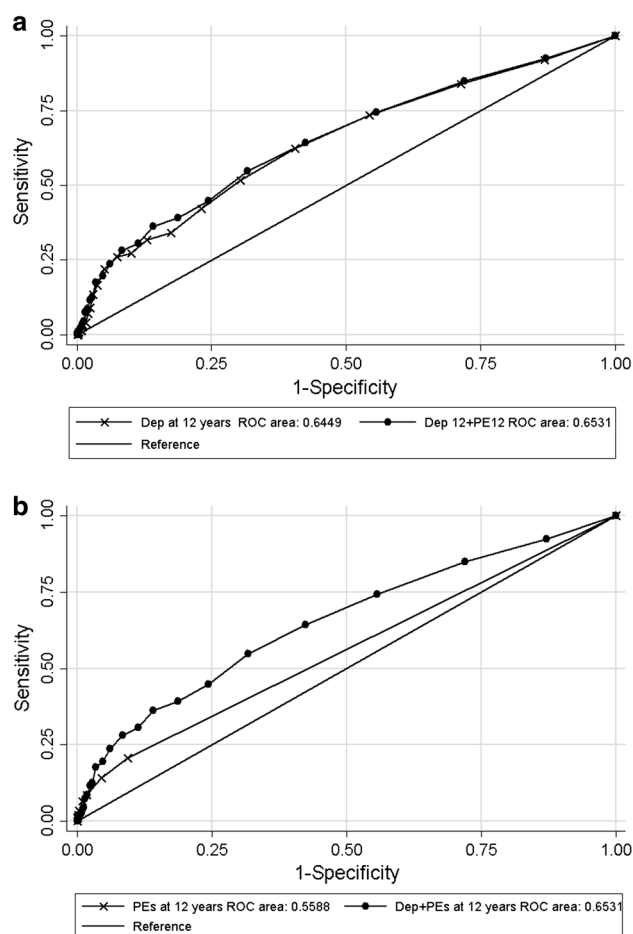 a
1.00
0.75
0.50
0.25
0.00
Sensitivity
0.00 0.25 0.50 0.75 1.00
1-Specificity
Dep at 12 years ROC area: 0.6449 Dep 12+PE12 ROC area: 0.6531
Reference
b
1.00
0.75
0.50
0.25
0.00
Sensitivity
0.00 0.25 0.50 0.75 1.00
1-Specificity
PEs at 12 years ROC area: 0.5588 Dep+PEs at 12 years ROC area: 0.6531
Reference